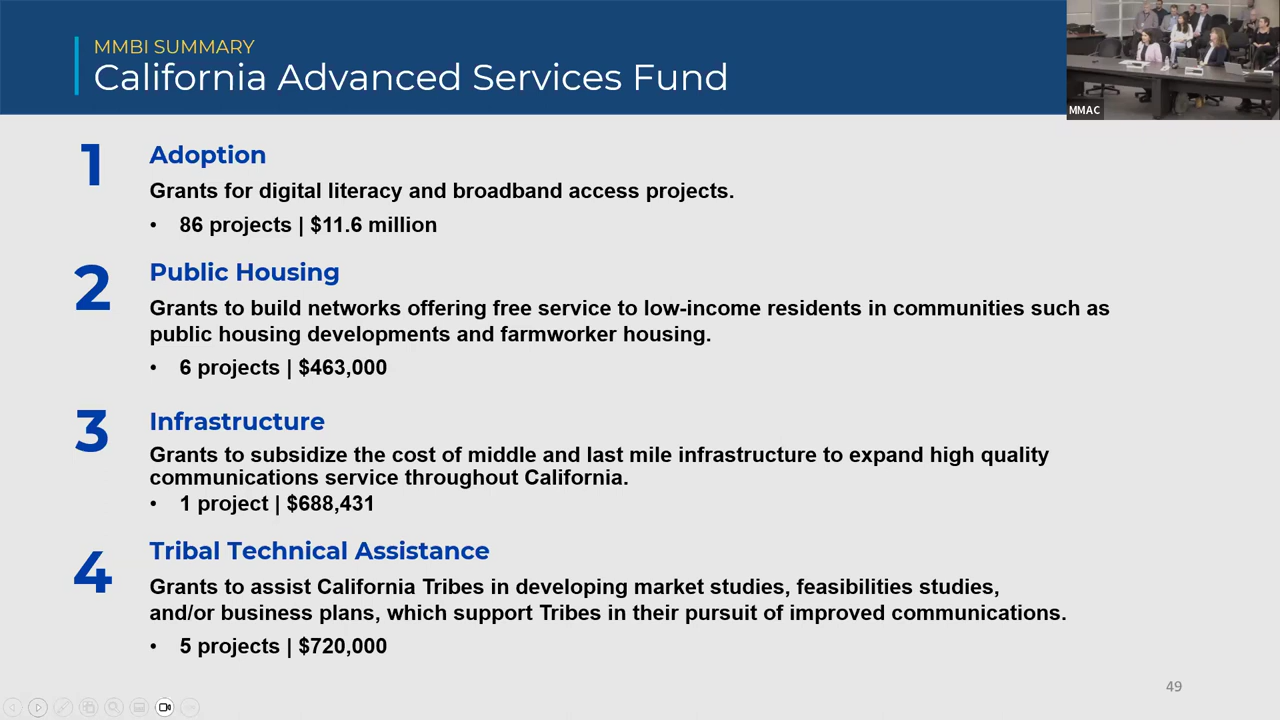 MMBI SUMMARY
California Advanced Services Fund
MMAC
1
Adoption
Grants for digital literacy and broadband access projects.
• 86 projects | $11.6 million
2
Public Housing
Grants to build networks offering free service to low-income residents in communities such as
public housing developments and farmworker housing.
• 6 projects | $463,000
3
Infrastructure
Grants to subsidize the cost of middle and last mile infrastructure to expand high quality
communications service throughout California.
• 1 project | $688,431
4
Tribal Technical Assistance
Grants to assist California Tribes in developing market studies, feasibilities studies,
and/or business plans, which support Tribes in their pursuit of improved communications.
• 5 projects | $720,000
49